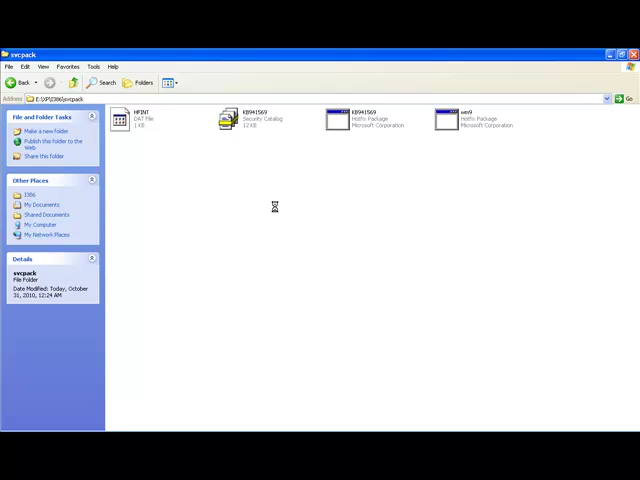 svcpack
File Edit View Favorites Tools Help
Back Search Folders
Address E:\XP\I386\svcpack Go
File and Folder Tasks
Make a new folder
Publish this folder to the
Web
Share this folder
Other Places
I386
My Documents
Shared Documents
My Computer
My Network Places
Details
svcpack
File Folder
Date Modified: Today, October
31, 2010, 12:24 AM
HFINT
DAT File
1 KB
KB941569
Security Catalog
12 KB
KB941569
Hotfix Package
Microsoft Corporation
wm9
Hotfix Package
Microsoft Corporation